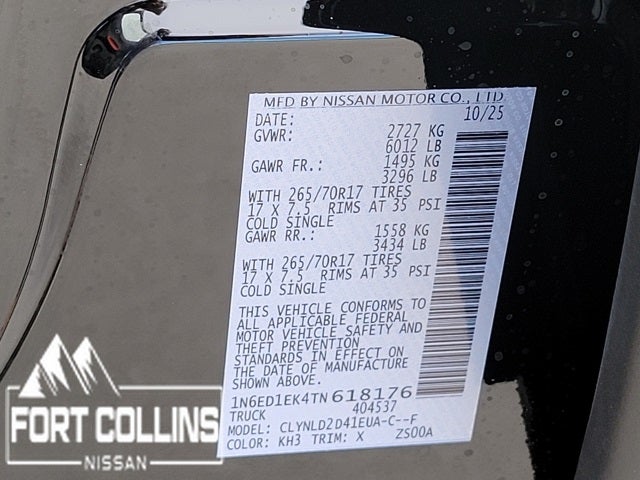 MFD BY NISSAN MOTOR CO., LTD.
DATE: 10/25
GVWR: 2727 KG
6012 LB
GAWR FR.: 1495 KG
3296 LB
WITH 265/70R17 TIRES
17 X 7.5 RIMS AT 35 PSI
COLD SINGLE
GAWR RR.: 1558 KG
3434 LB
WITH 265/70R17 TIRES
17 X 7.5 RIMS AT 35 PSI
COLD SINGLE
THIS VEHICLE CONFORMS TO
ALL APPLICABLE FEDERAL
MOTOR VEHICLE SAFETY AND
THEFT PREVENTION
STANDARDS IN EFFECT ON
THE DATE OF MANUFACTURE
SHOWN ABOVE.
1N6ED1EK4TN618176
TRUCK 404537
MODEL: CLYNLD2D41EUA-C--F
COLOR: KH3 TRIM: X ZS00A
FORT COLLINS
NISSAN